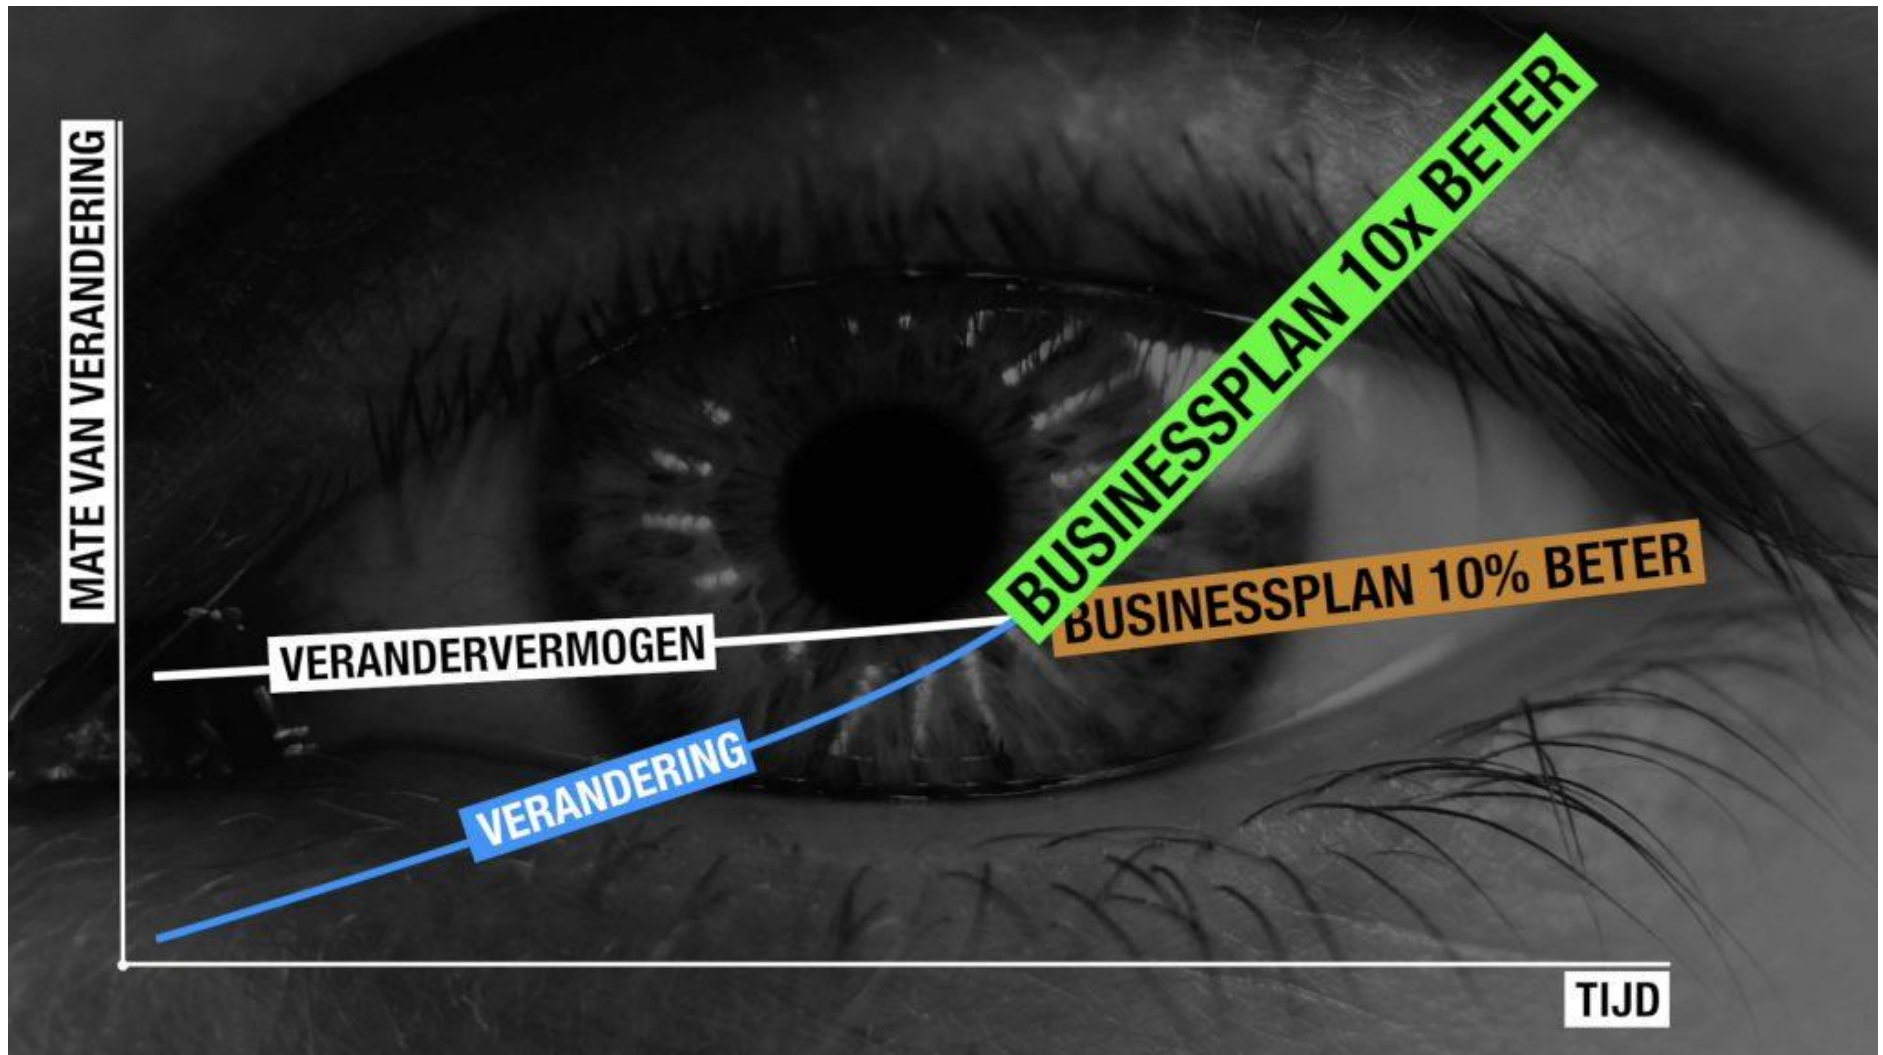 MATE VAN VERANDERING
BUSINESSPLAN 10x BETER
BUSINESSPLAN 10% BETER
VERANDERVERMOGEN
VERANDERING
TIJD